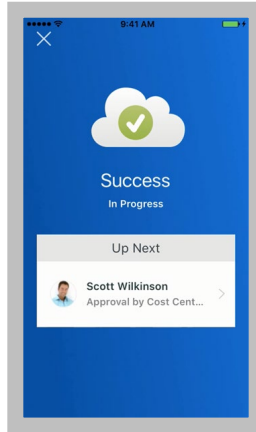 9:41 AM
Success
In Progress
Up Next
Scott Wilkinson
Approval by Cost Cent...